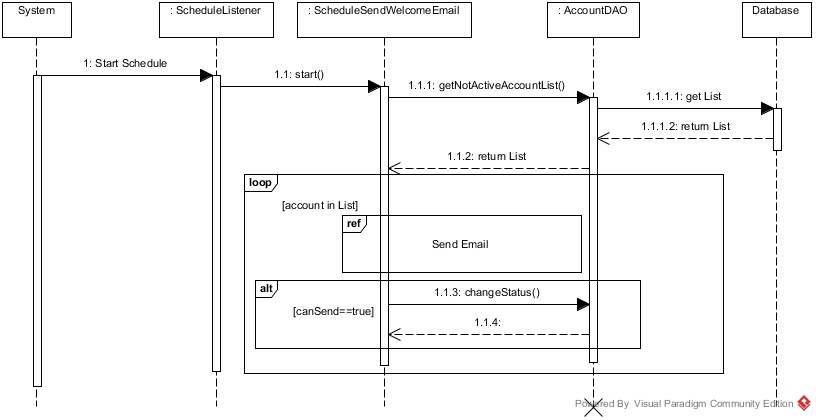 System
: ScheduleListener
: ScheduleSendWelcomeEmail
: AccountDAO
Database
1: Start Schedule
1.1: start()
1.1.1: getNotActiveAccountList()
1.1.1.1: get List
1.1.1.2: return List
1.1.2: return List
loop
[account in List]
ref
Send Email
alt
1.1.3: changeStatus()
[canSend==true]
1.1.4:
Powered By Visual Paradigm Community Edition